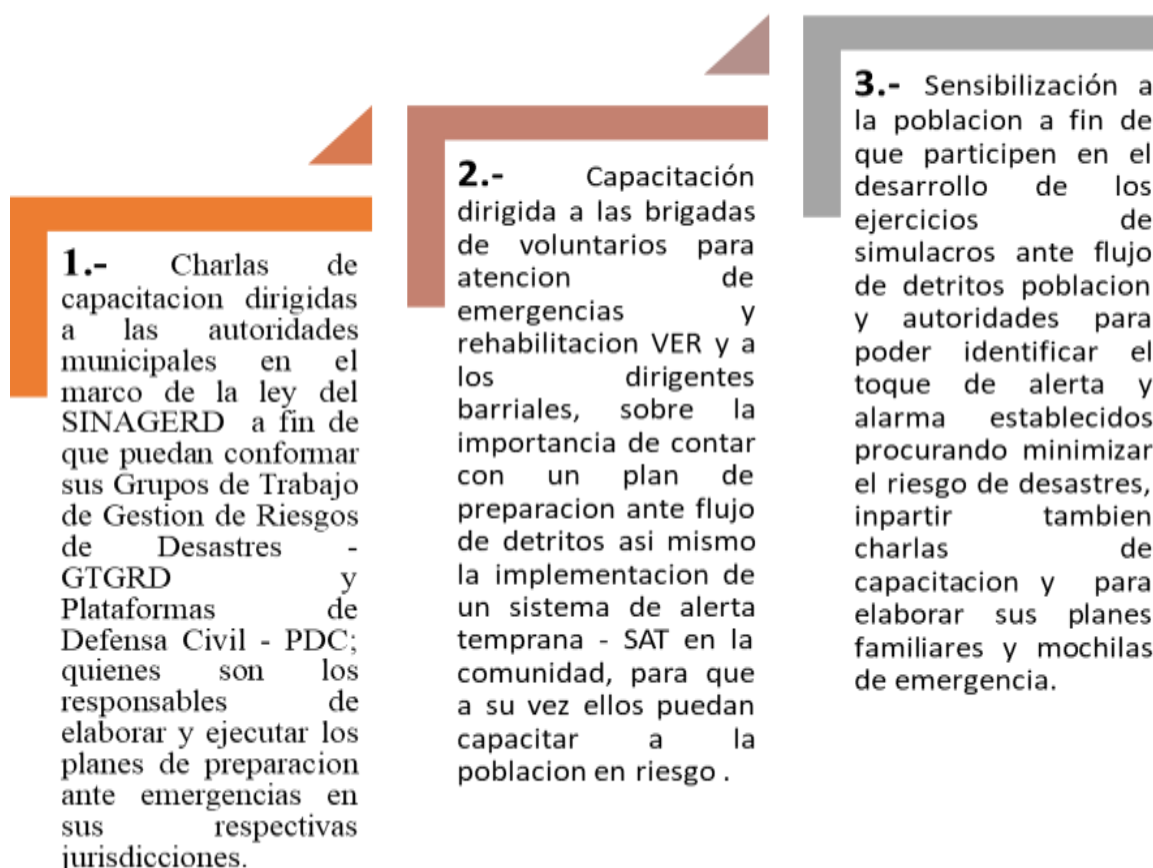 1.- Charlas de
capacitacion dirigidas
a las autoridades
municipales en el
marco de la ley del
SINAGERD a fin de
que puedan conformar
sus Grupos de Trabajo
de Gestion de Riesgos
de Desastres -
GTGRD y
Plataformas de
Defensa Civil - PDC;
quienes son los
responsables de
elaborar y ejecutar los
planes de preparacion
ante emergencias en
sus respectivas
jurisdicciones.
2.- Capacitación
dirigida a las brigadas
de voluntarios para
atencion de
emergencias y
rehabilitacion VER y a
los dirigentes
barriales, sobre la
importancia de contar
con un plan de
preparacion ante flujo
de detritos asi mismo
la implementacion de
un sistema de alerta
temprana - SAT en la
comunidad, para que
a su vez ellos puedan
capacitar a la
poblacion en riesgo .
3.- Sensibilización a
la poblacion a fin de
que participen en el
desarrollo de los
ejercicios de
simulacros ante flujo
de detritos poblacion
y autoridades para
poder identificar el
toque de alerta y
alarma establecidos
procurando minimizar
el riesgo de desastres,
inpartir tambien
charlas de
capacitacion y para
elaborar sus planes
familiares y mochilas
de emergencia.